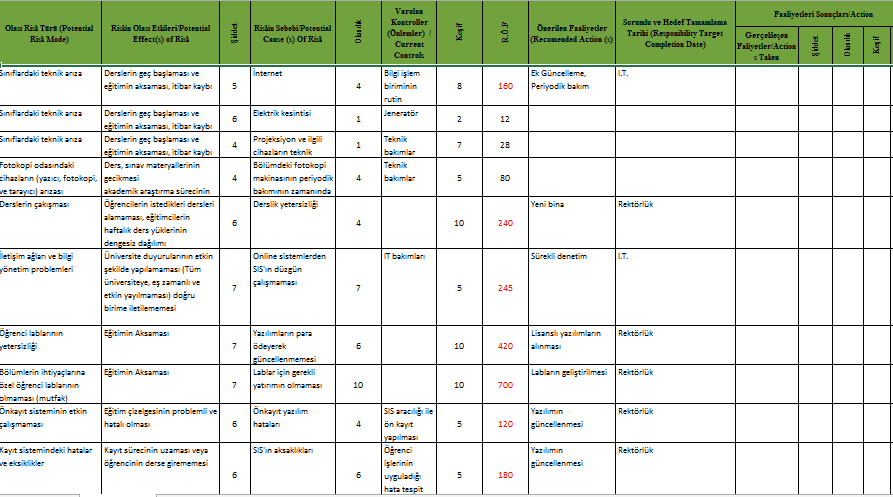 Olası Risk Türü (Potential
Risk Mode)
Riskin Olası Etkileri/Potential
Effect(s) of Risk
Şiddet
Riskin Sebebi/Potential
Cause (s) Of Risk
Olasılık
Varolan
Kontroller
(Önlemler) /
Current
Controls
Keşif
R.Ö.F
Önerilen Faaliyetler
(Recomended Action (s)
Sorumlu ve Hedef Tamamlama
Tarihi (Responibility Target
Completion Date)
Faaliyetleri Sonuçları/Action
Gerçekleşen
Faliyetler/Action
s Taken
Şiddet
Olasılık
Keşif
Sınıflardaki teknik arıza
Derslerin geç başlaması ve
eğitimin aksaması, itibar kaybı
5
İnternet
4
Bilgi işlem
biriminin
rutin
8
160
Ek Güncelleme,
Periyodik bakım
I.T.
Sınıflardaki teknik arıza
Derslerin geç başlaması ve
eğitimin aksaması, itibar kaybı
6
Elektrik kesintisi
1
Jeneratör
2
12
Sınıflardaki teknik arıza
Derslerin geç başlaması ve
eğitimin aksaması, itibar kaybı
4
Projeksiyon ve ilgili
cihazların teknik
1
Teknik
bakımlar
7
28
Fotokopi odasındaki
cihazların (yazıcı, fotokopi,
ve tarayıcı) arızası
Ders, sınav materyallerinin
gecikmesi
akademik araştırma sürecinin
4
Bölümdeki fotokopi
makinasının periyodik
bakımının zamanında
4
Teknik
bakımlar
5
80
Derslerin çakışması
Öğrencilerin istedikleri dersleri
alamaması, eğitimcilerin
haftalık ders yüklerinin
dengesiz dağılımı
6
Derslik yetersizliği
4
10
240
Yeni bina
Rektörlük
İletişim ağları ve bilgi
yönetim problemleri
Üniversite duyurularının etkin
şekilde yapılamaması (Tüm
üniversiteye, eş zamanlı ve
etkin yayılmaması) doğru
birime iletilememesi
7
Online sistemlerden
SIS'ın düzgün
çalışmaması
7
IT bakımları
5
245
Sürekli denetim
I.T.
Öğrenci lablarının
yetersizliği
Eğitimin Aksaması
7
Yazılımların para
ödeyerek
güncellenmemesi
6
10
420
Lisanslı yazılımların
alınması
Rektörlük
Bölümlerin ihtiyaçlarına
özel öğrenci lablarının
olmaması (mutfak)
Eğitimin Aksaması
7
Lablar için gerekli
yatırımın olmaması
10
10
700
Labların geliştirilmesi
Rektörlük
Önkayıt sisteminin etkin
çalışmaması
Eğitim çizelgesinin problemli ve
hatalı olması
6
Önkayıt yazılım
hataları
4
SIS aracılığı ile
ön kayıt
yapılması
5
120
Yazılımın
güncellenmesi
Rektörlük
Kayıt sistemindeki hatalar
ve eksiklikler
Kayıt sürecinin uzaması veya
öğrencinin derse girememesi
6
SIS'ın aksaklıkları
6
Öğrenci
işlerinin
uyguladığı
hata tespit
5
180
Yazılımın
güncellenmesi
Rektörlük